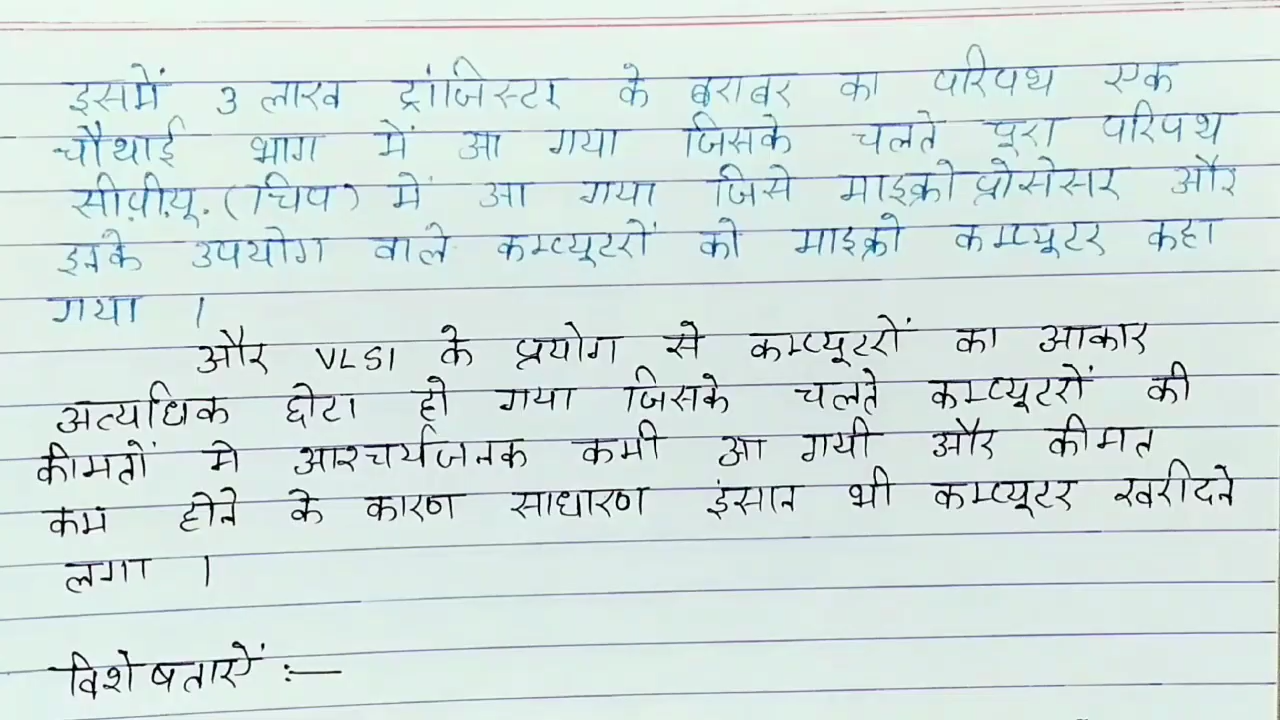 इसमें 3 लाख ट्रांजिस्टर के बराबर का परिपथ एक
चौथाई भाग में आ गया जिसके चलते पूरा परिपथ
सी.पी.यू. (चिप) में आ गया जिसे माइक्रो प्रोसेसर और
इनके उपयोग वाले कम्प्यूटरों को माइक्रो कम्प्यूटर कहा
गया ।
और VLSI के प्रयोग से कम्प्यूटरों का आकार
अत्यधिक छोटा हो गया जिसके चलते कम्प्यूटरों की
कीमतों मे आश्चर्यजनक कमी आ गयी और कीमत
कम होने के कारण साधारण इंसान भी कम्प्यूटर खरीदने
लगा ।
विशेषताऐं :—